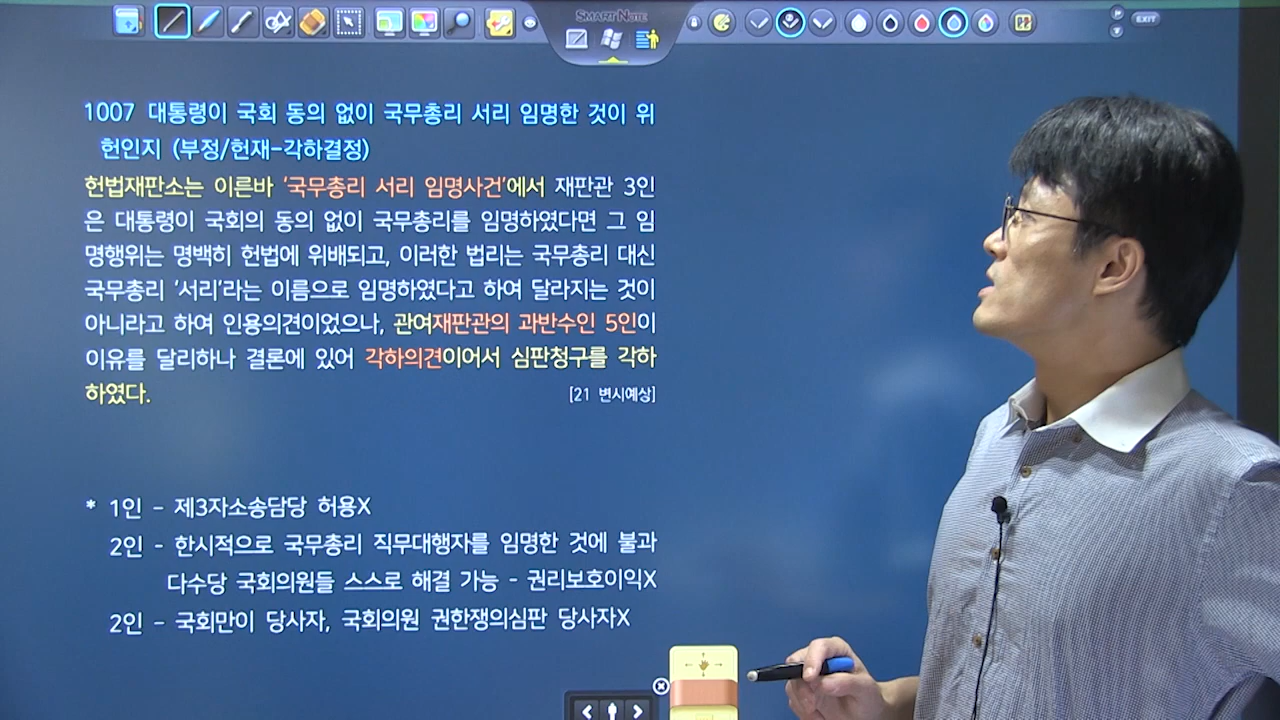 SMART NOTE
EXIT
1007 대통령이 국회 동의 없이 국무총리 서리 임명한 것이 위
헌인지 (부정/헌재-각하결정)
헌법재판소는 이른바 ‘국무총리 서리 임명사건’에서 재판관 3인
은 대통령이 국회의 동의 없이 국무총리를 임명하였다면 그 임
명행위는 명백히 헌법에 위배되고, 이러한 법리는 국무총리 대신
국무총리 ‘서리’라는 이름으로 임명하였다고 하여 달라지는 것이
아니라고 하여 인용의견이었으나, 관여재판관의 과반수인 5인이
이유를 달리하나 결론에 있어 각하의견이어서 심판청구를 각하
하였다.
[21 변시예상]
* 1인 - 제3자소송담당 허용X
2인 - 한시적으로 국무총리 직무대행자를 임명한 것에 불과
다수당 국회의원들 스스로 해결 가능 - 권리보호이익X
2인 - 국회만이 당사자, 국회의원 권한쟁의심판 당사자X